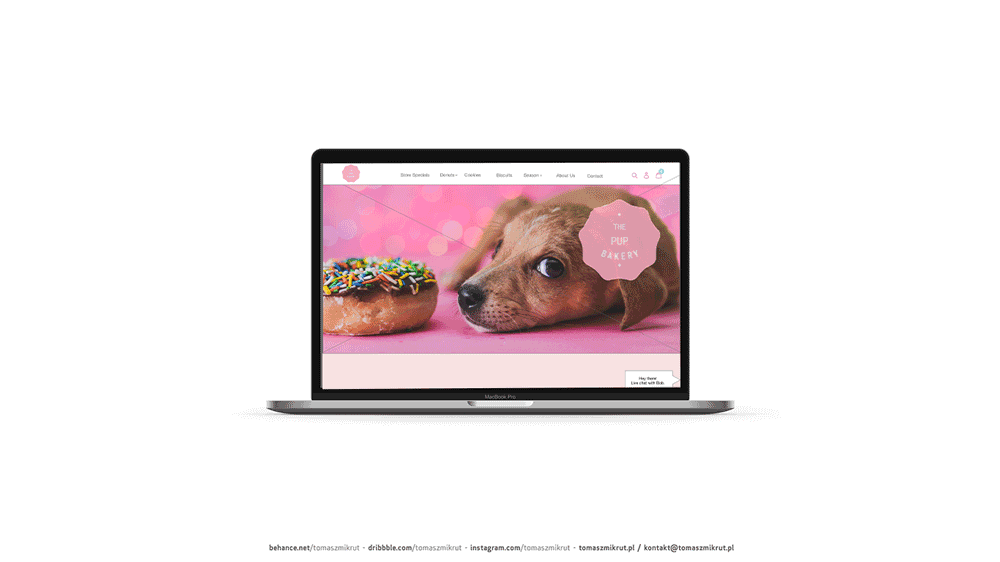 Store Specials Donuts Cookies Biscuits Season About Us Contact
THE
PUP
BAKERY
Hey there!
Live chat with Bob
MacBook Pro
behance.net/tomaszmikrut - dribbble.com/tomaszmikrut - instagram.com/tomaszmikrut - tomaszmikrut.pl / kontakt@tomaszmikrut.pl